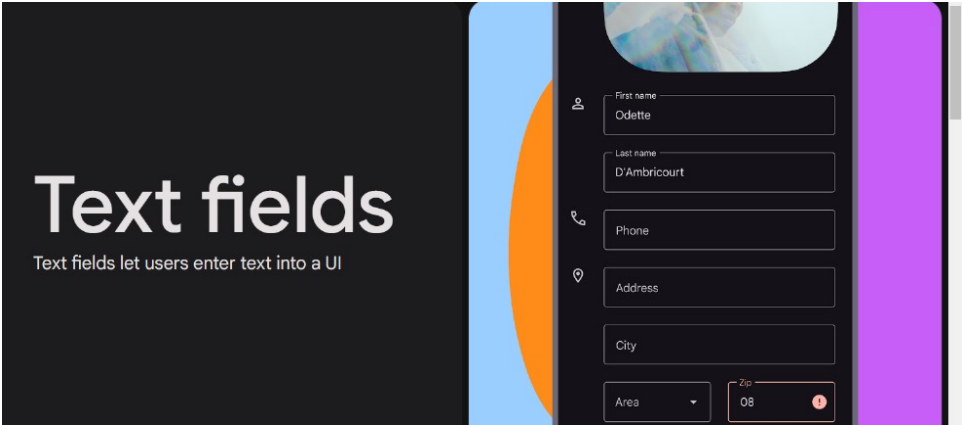 Text fields
Text fields let users enter text into a UI
First name
Odette
Last name
D'Ambricourt
Phone
Address
City
Area
Zip
08